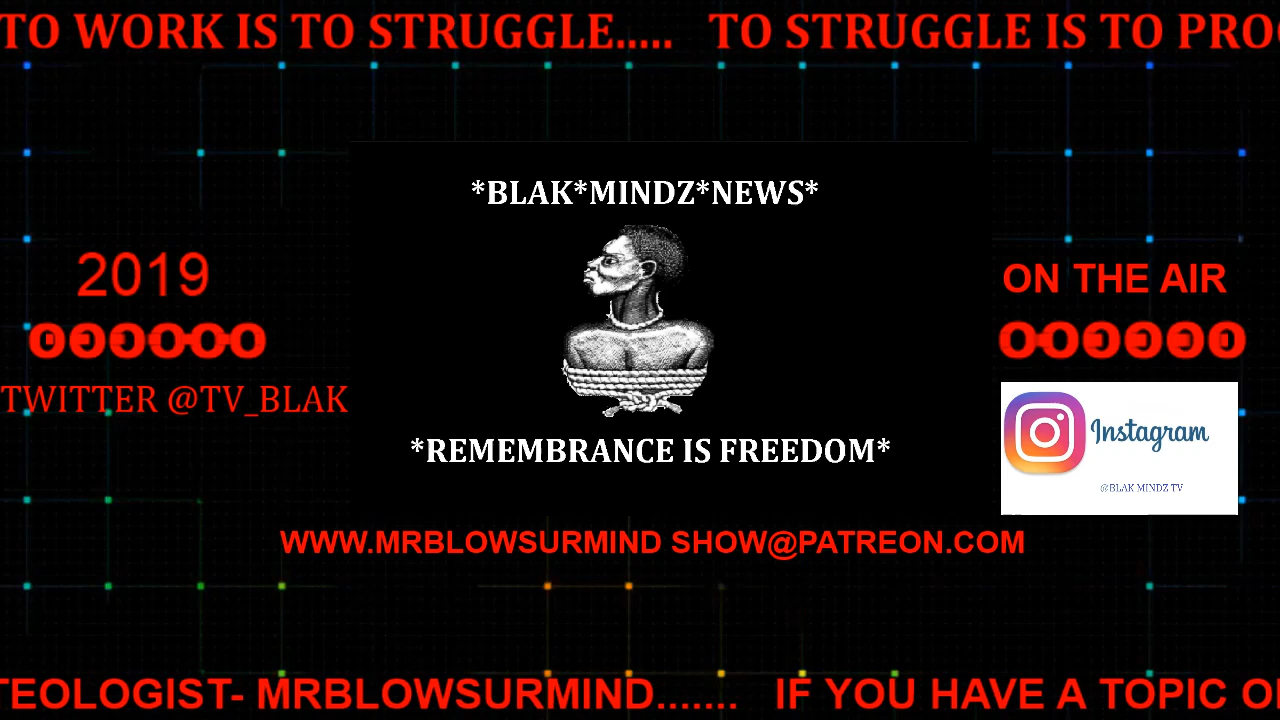 TO WORK IS TO STRUGGLE..... TO STRUGGLE IS TO
*BLAK*MINDZ*NEWS*
2019
ON THE AIR
TWITTER @TV_BLAK
Instagram
@BLAK MINDZ TV
*REMEMBRANCE IS FREEDOM*
WWW.MRBLOWSURMIND SHOW@PATREON.COM
TEOLOGIST- MRBLOWSURMIND....... IF YOU HAVE A TOPIC